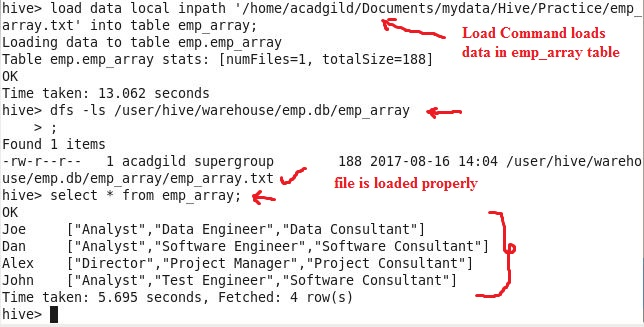 hive> load data local inpath '/home/acadgild/Documents/mydata/Hive/Practice/emp_
array.txt' into table emp_array;
Load Command loads
data in emp_array table
Loading data to table emp.emp_array
Table emp.emp_array stats: [numFiles=1, totalSize=188]
OK
Time taken: 13.062 seconds
hive> dfs -ls /user/hive/warehouse/emp.db/emp_array
    > ;
Found 1 items
-rw-r--r--   1 acadgild supergroup        188 2017-08-16 14:04 /user/hive/wareho
use/emp.db/emp_array/emp_array.txt
file is loaded properly
hive> select * from emp_array;
OK
Joe     ["Analyst","Data Engineer","Data Consultant"]
Dan     ["Analyst","Software Engineer","Software Consultant"]
Alex    ["Director","Project Manager","Project Consultant"]
John    ["Analyst","Test Engineer","Software Consultant"]
Time taken: 5.695 seconds, Fetched: 4 row(s)
hive>